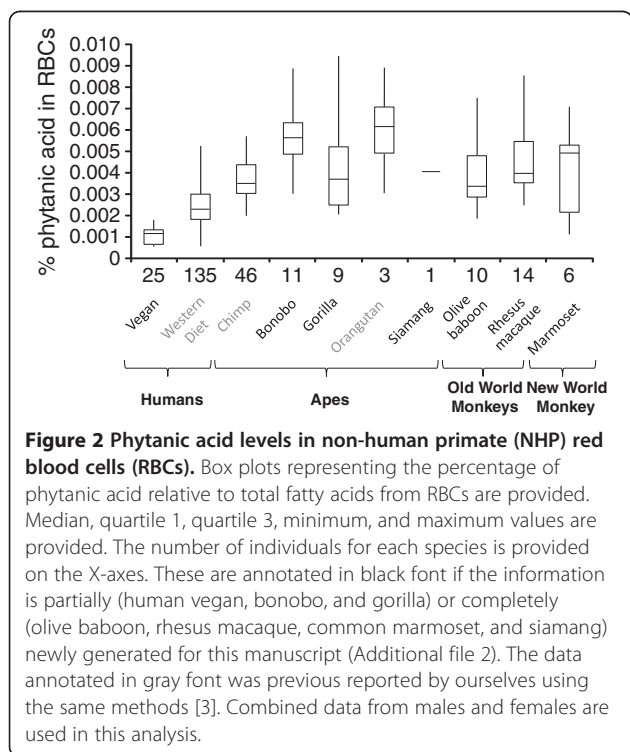 % phytanic acid in RBCs
0.010
0.009
0.008
0.007
0.006
0.005
0.004
0.003
0.002
0.001
0
25 135 46 11 9 3 1 10 14 6
Vegan
Western Diet
Chimp
Bonobo
Gorilla
Orangutan
Siamang
Olive baboon
Rhesus macaque
Marmoset
Humans
Apes
Old World Monkeys
New World Monkey
Figure 2 Phytanic acid levels in non-human primate (NHP) red
blood cells (RBCs). Box plots representing the percentage of
phytanic acid relative to total fatty acids from RBCs are provided.
Median, quartile 1, quartile 3, minimum, and maximum values are
provided. The number of individuals for each species is provided
on the X-axes. These are annotated in black font if the information
is partially (human vegan, bonobo, and gorilla) or completely
(olive baboon, rhesus macaque, common marmoset, and siamang)
newly generated for this manuscript (Additional file 2). The data
annotated in gray font was previous reported by ourselves using
the same methods [3]. Combined data from males and females are
used in this analysis.